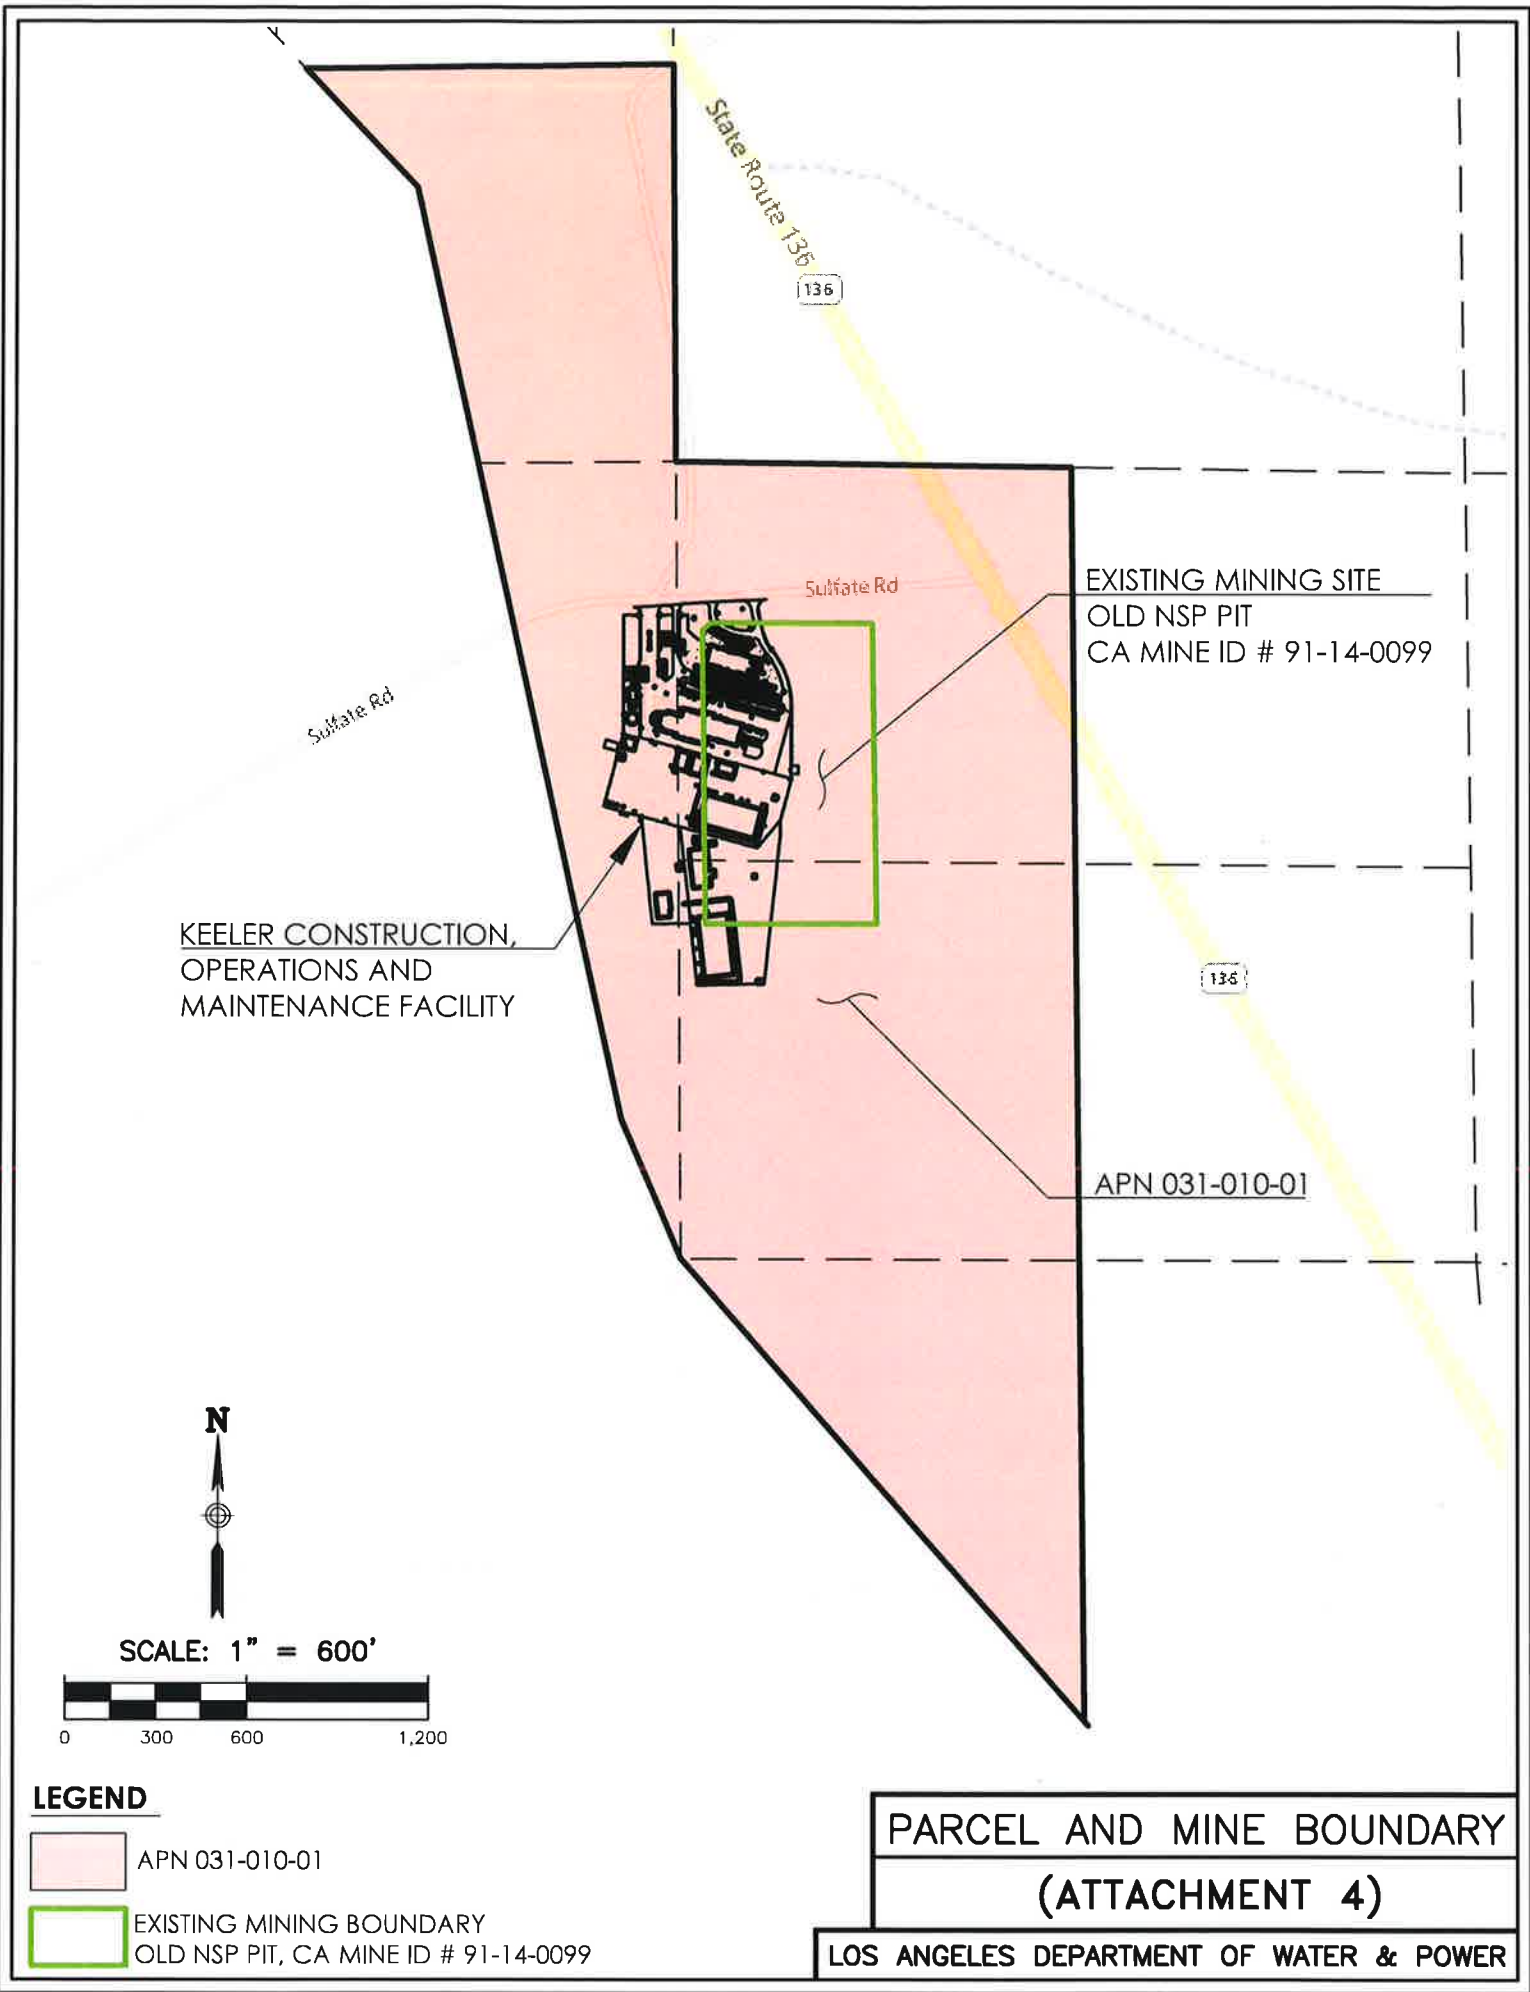 State Route 136
136
Sulfate Rd
EXISTING MINING SITE
OLD NSP PIT
CA MINE ID # 91-14-0099
Sulfate Rd
KEELER CONSTRUCTION,
OPERATIONS AND
MAINTENANCE FACILITY
136
APN 031-010-01
N
SCALE: 1" = 600'
0 300 600 1,200
LEGEND
APN 031-010-01
EXISTING MINING BOUNDARY
OLD NSP PIT, CA MINE ID # 91-14-0099
PARCEL AND MINE BOUNDARY
(ATTACHMENT 4)
LOS ANGELES DEPARTMENT OF WATER & POWER